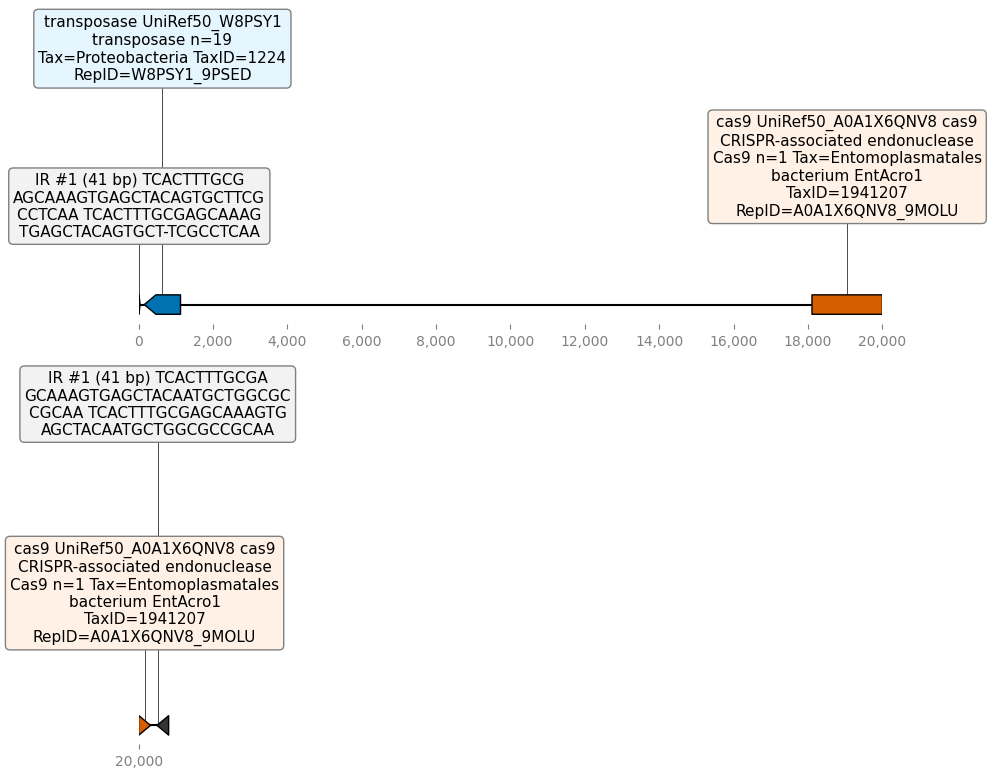 transposase UniRef50_W8PSY1
transposase n=19
Tax=Proteobacteria TaxID=1224
RepID=W8PSY1_9PSED
cas9 UniRef50_A0A1X6QNV8 cas9
CRISPR-associated endonuclease
Cas9 n=1 Tax=Entomoplasmatales
bacterium EntAcro1
TaxID=1941207
RepID=A0A1X6QNV8_9MOLU
IR #1 (41 bp) TCACTTTGCG
AGCAAAGTGAGCTACAGTGCTTCG
CCTCAA TCACTTTGCGAGCAAAG
TGAGCTACAGTGCT-TCGCCTCAA
0 2,000 4,000 6,000 8,000 10,000 12,000 14,000 16,000 18,000 20,000
IR #1 (41 bp) TCACTTTGCGA
GCAAAGTGAGCTACAATGCTGGCGC
CGCAA TCACTTTGCGAGCAAAGTG
AGCTACAATGCTGGCGCCGCAA
cas9 UniRef50_A0A1X6QNV8 cas9
CRISPR-associated endonuclease
Cas9 n=1 Tax=Entomoplasmatales
bacterium EntAcro1
TaxID=1941207
RepID=A0A1X6QNV8_9MOLU
20,000